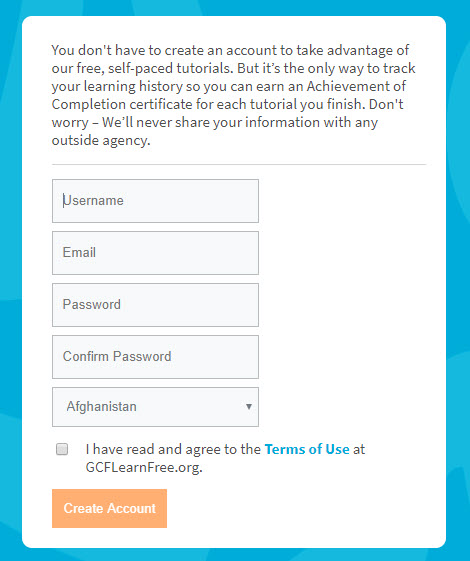 You don't have to create an account to take advantage of
our free, self-paced tutorials. But it’s the only way to track
your learning history so you can earn an Achievement of
Completion certificate for each tutorial you finish. Don't
worry – We’ll never share your information with any
outside agency.
Username
Email
Password
Confirm Password
Afghanistan
I have read and agree to the Terms of Use at
GCFLearnFree.org.
Create Account